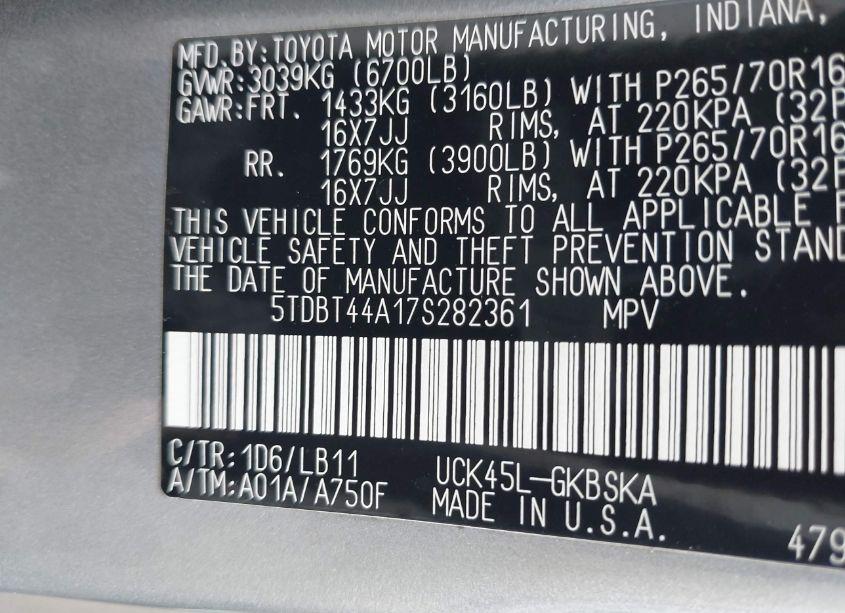 MFD. BY: TOYOTA MOTOR MANUFACTURING, INDIANA,
GVWR: 3039KG (6700LB)
GAWR: FRT. 1433KG (3160LB) WITH P265/70R16
16X7JJ RIMS, AT 220KPA (32P
RR. 1769KG (3900LB) WITH P265/70R16
16X7JJ RIMS, AT 220KPA (32P
THIS VEHICLE CONFORMS TO ALL APPLICABLE F
VEHICLE SAFETY AND THEFT PREVENTION STAND
THE DATE OF MANUFACTURE SHOWN ABOVE.
5TDBT44A17S282361 MPV
C/TR: 1D6/LB11 UCK45L-GKBSKA
A/TM: A01A/A750F MADE IN U.S.A.
479